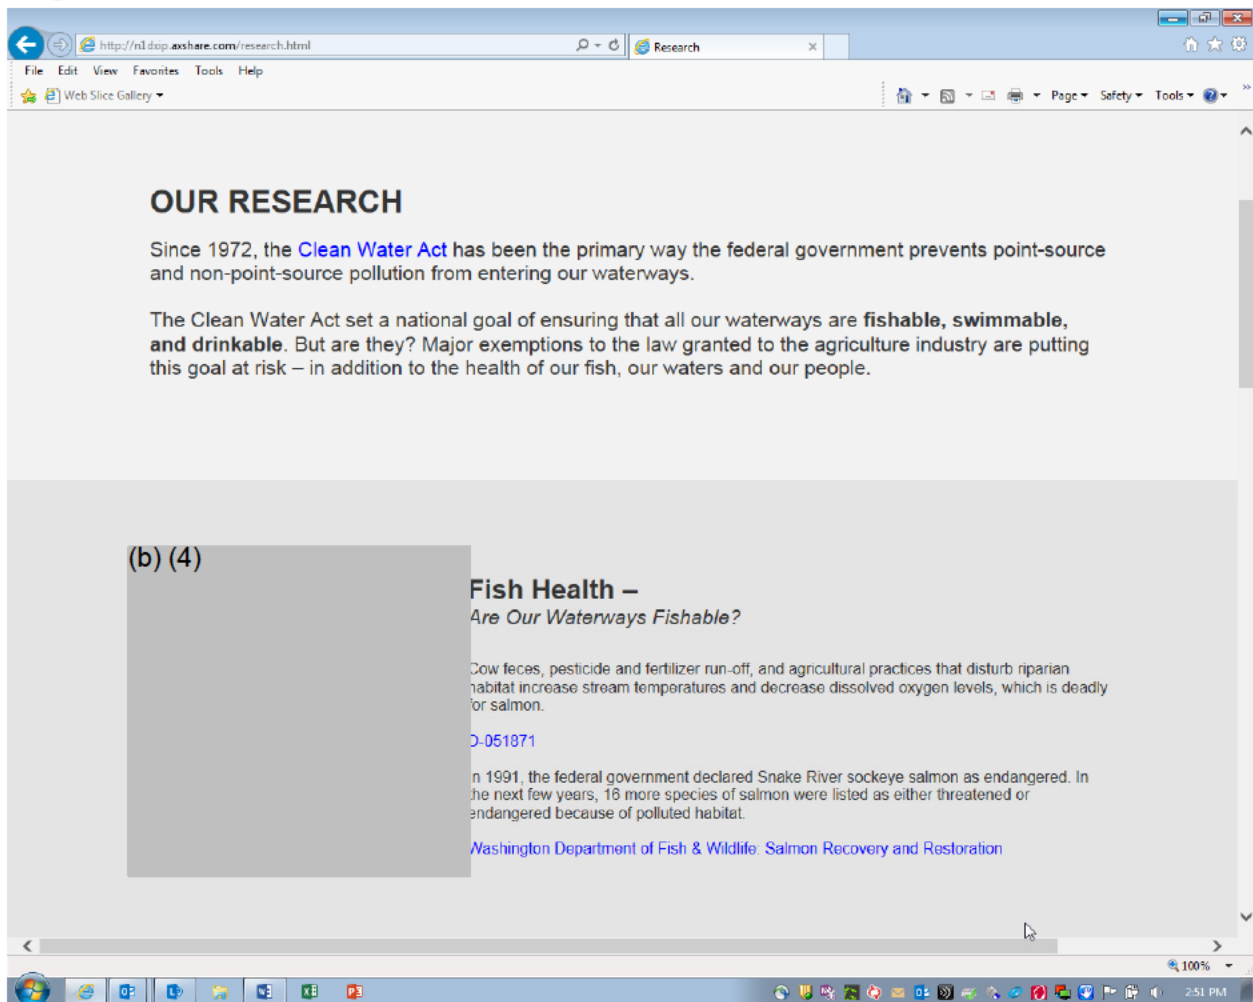 http://n1dxip.axshare.com/research.html
Research
File Edit View Favorites Tools Help
Web Slice Gallery
Page Safety Tools
OUR RESEARCH
Since 1972, the Clean Water Act has been the primary way the federal government prevents point-source
and non-point-source pollution from entering our waterways.
The Clean Water Act set a national goal of ensuring that all our waterways are fishable, swimmable,
and drinkable. But are they? Major exemptions to the law granted to the agriculture industry are putting
this goal at risk – in addition to the health of our fish, our waters and our people.
(b) (4)
Fish Health –
Are Our Waterways Fishable?
Cow feces, pesticide and fertilizer run-off, and agricultural practices that disturb riparian
habitat increase stream temperatures and decrease dissolved oxygen levels, which is deadly
for salmon.
O-051871
In 1991, the federal government declared Snake River sockeye salmon as endangered. In
the next few years, 16 more species of salmon were listed as either threatened or
endangered because of polluted habitat.
Washington Department of Fish & Wildlife: Salmon Recovery and Restoration
100%
2:51 PM